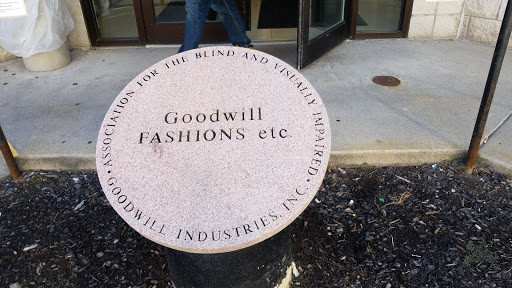 ASSOCIATION FOR THE BLIND AND VISUALLY IMPAIRED
Goodwill
FASHIONS etc.
• GOODWILL INDUSTRIES, INC. •